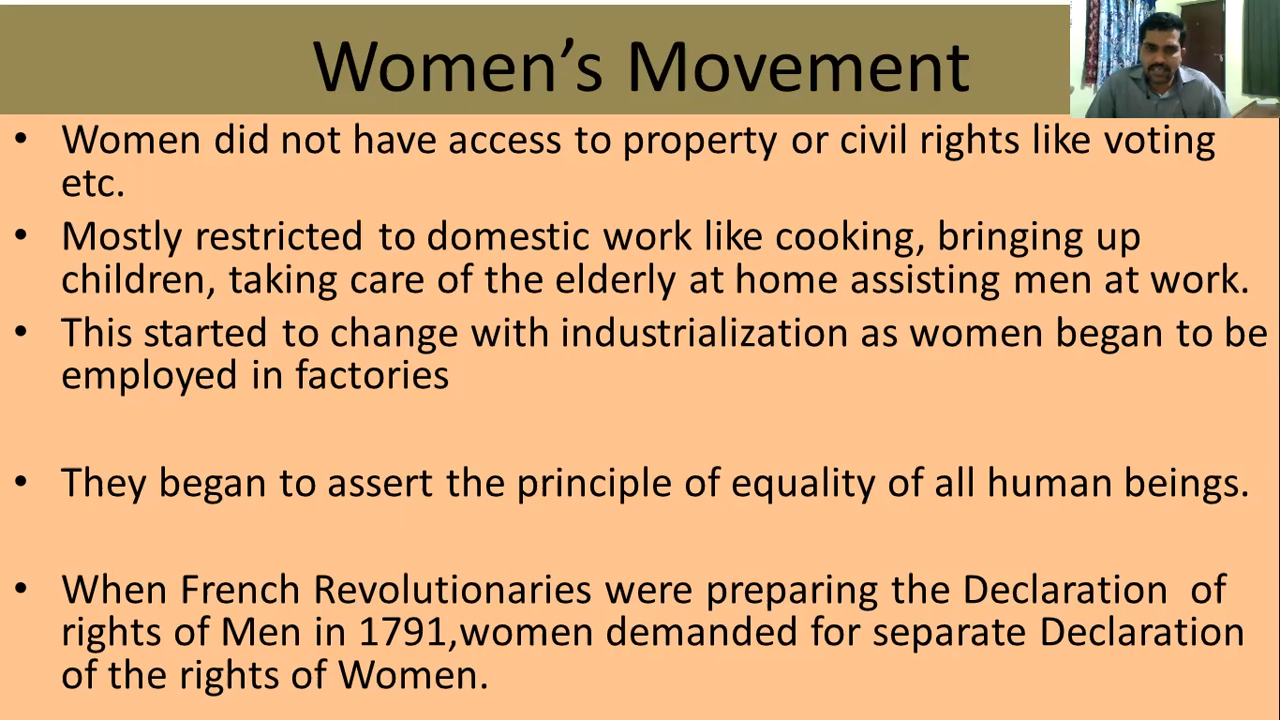 Women’s Movement
• Women did not have access to property or civil rights like voting
etc.
• Mostly restricted to domestic work like cooking, bringing up
children, taking care of the elderly at home assisting men at work.
• This started to change with industrialization as women began to be
employed in factories
• They began to assert the principle of equality of all human beings.
• When French Revolutionaries were preparing the Declaration of
rights of Men in 1791,women demanded for separate Declaration
of the rights of Women.